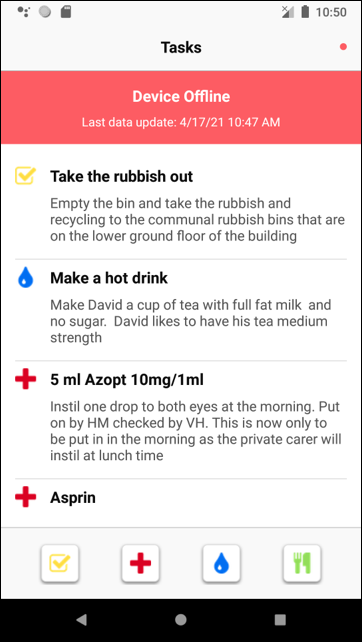 10:50
Tasks
Device Offline
Last data update: 4/17/21 10:47 AM
Take the rubbish out
Empty the bin and take the rubbish and
recycling to the communal rubbish bins that are
on the lower ground floor of the building
Make a hot drink
Make David a cup of tea with full fat milk  and
no sugar.  David likes to have his tea medium
strength
5 ml Azopt 10mg/1ml
Instil one drop to both eyes at the morning. Put
on by HM checked by VH. This is now only to
be put in in the morning as the private carer will
instil at lunch time
Asprin